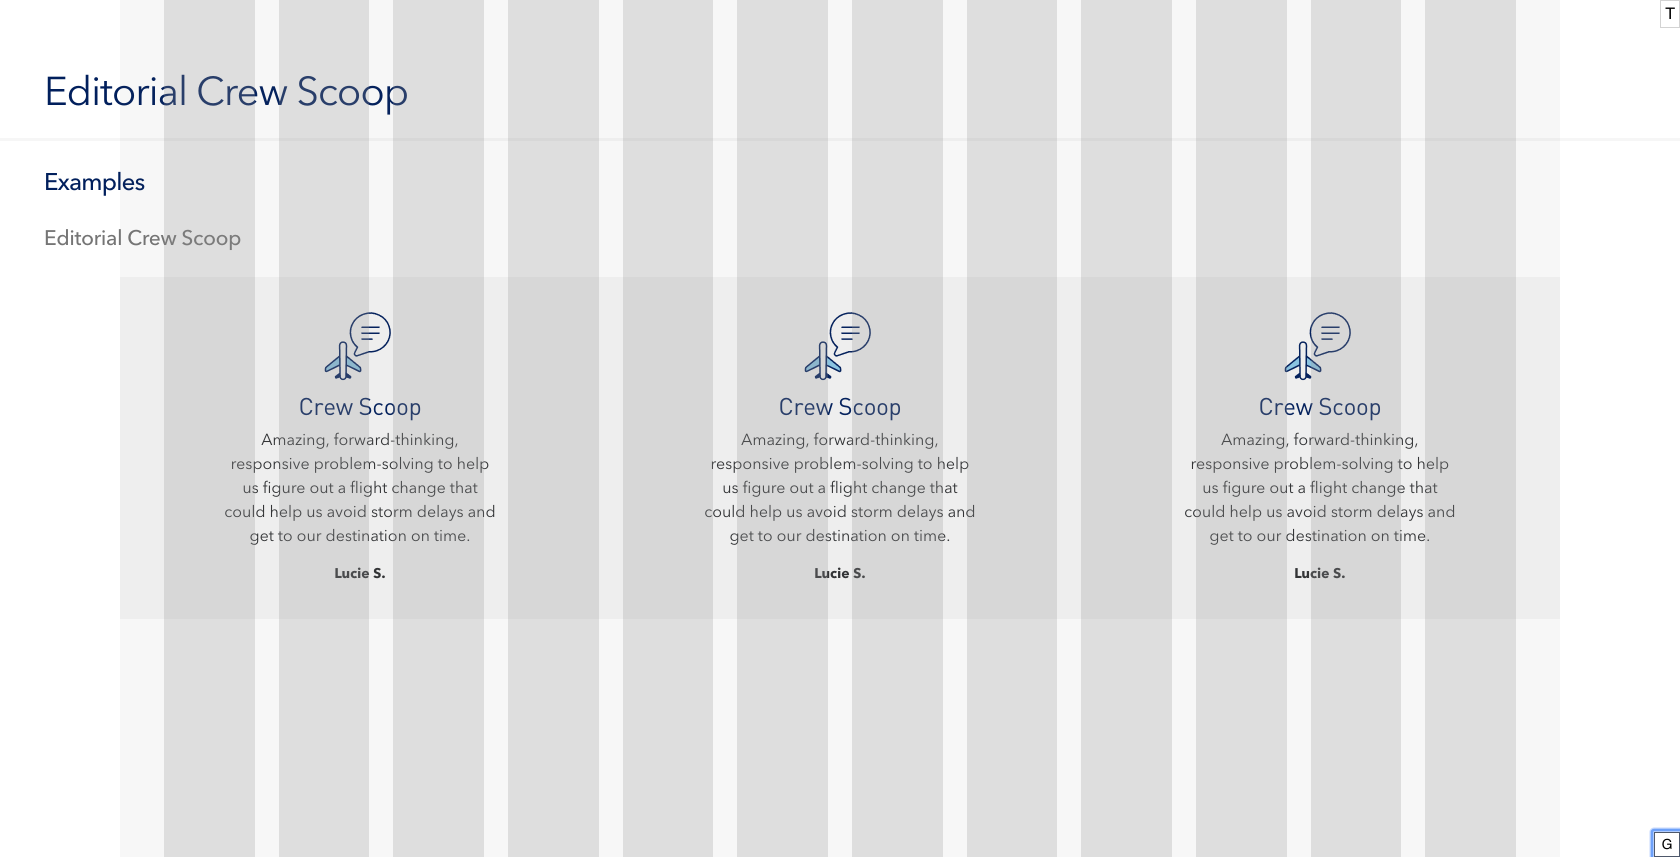 T
Editorial Crew Scoop
Examples
Editorial Crew Scoop
Crew Scoop
Amazing, forward-thinking,
responsive problem-solving to help
us figure out a flight change that
could help us avoid storm delays and
get to our destination on time.
Lucie S.
Crew Scoop
Amazing, forward-thinking,
responsive problem-solving to help
us figure out a flight change that
could help us avoid storm delays and
get to our destination on time.
Lucie S.
Crew Scoop
Amazing, forward-thinking,
responsive problem-solving to help
us figure out a flight change that
could help us avoid storm delays and
get to our destination on time.
Lucie S.
G